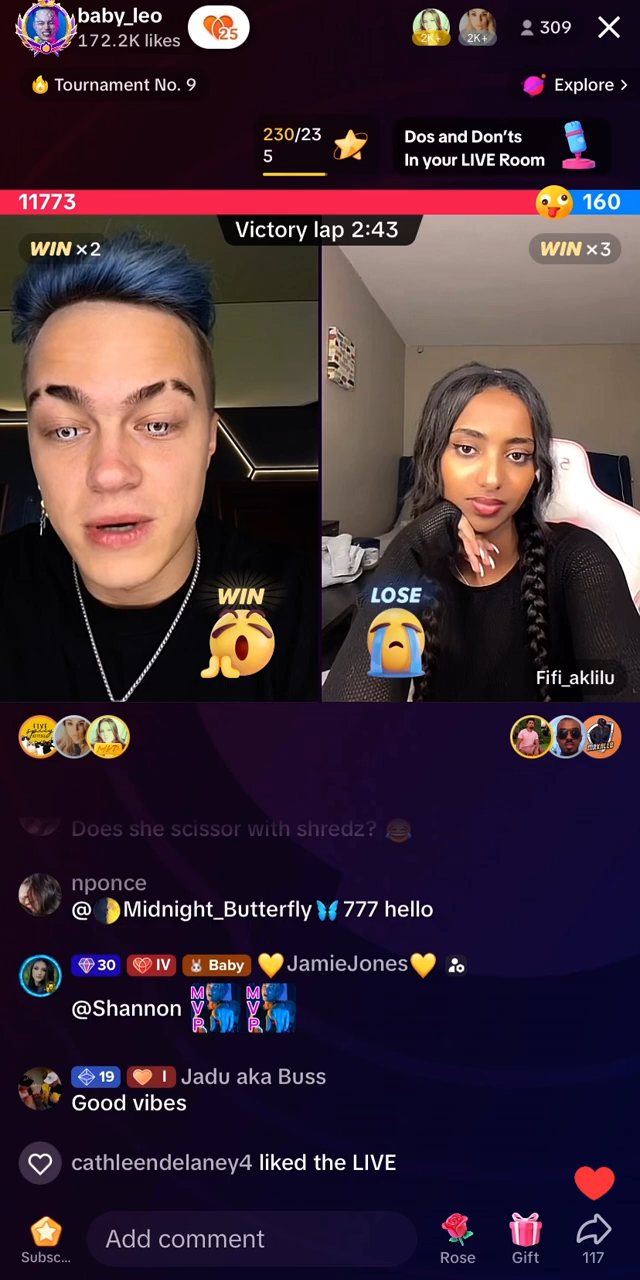 baby_leo
172.2K likes
25
2K+
2K+
309
Tournament No. 9
Explore >
230/23
5
Dos and Don'ts
In your LIVE Room
11773
160
Victory lap 2:43
WIN ×2
WIN ×3
WIN
LOSE
Fifi_aklilu
Does she scissor with shredz? 😂
nponce
@🌓Midnight_Butterfly🦋777 hello
30 IV Baby 💛JamieJones💛
@Shannon MVP MVP
19 I Jadu aka Buss
Good vibes
cathleendelaney4 liked the LIVE
Subsc...
Add comment
Rose
Gift
117